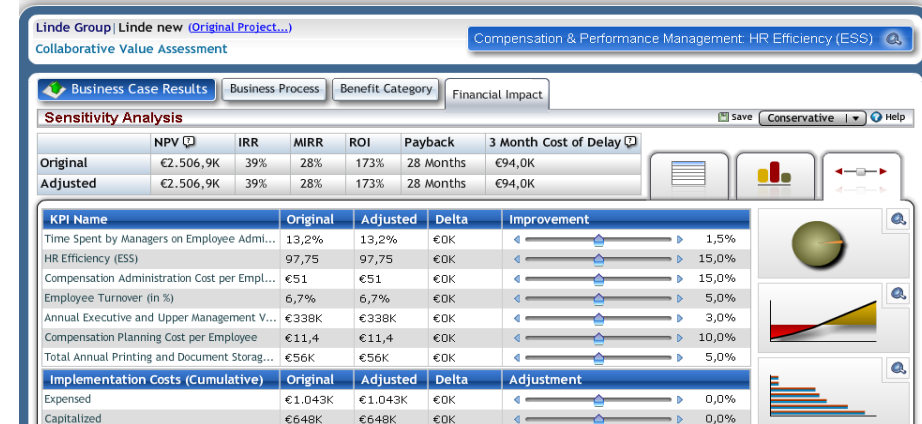 Linde Group| Linde new (Original Project...)
Collaborative Value Assessment
Compensation & Performance Management: HR Efficiency (ESS)
Business Case Results Business Process Benefit Category Financial Impact
Sensitivity Analysis Save Conservative Help
NPV IRR MIRR ROI Payback 3 Month Cost of Delay
Original €2.506,9K 39% 28% 173% 28 Months €94,0K
Adjusted €2.506,9K 39% 28% 173% 28 Months €94,0K
KPI Name Original Adjusted Delta Improvement
Time Spent by Managers on Employee Admi... 13,2% 13,2% €0K 1,5%
HR Efficiency (ESS) 97,75 97,75 €0K 15,0%
Compensation Administration Cost per Empl... €51 €51 €0K 15,0%
Employee Turnover (in %) 6,7% 6,7% €0K 5,0%
Annual Executive and Upper Management V... €338K €338K €0K 3,0%
Compensation Planning Cost per Employee €11,4 €11,4 €0K 10,0%
Total Annual Printing and Document Storag... €56K €56K €0K 5,0%
Implementation Costs (Cumulative) Original Adjusted Delta Adjustment
Expensed €1.043K €1.043K €0K 0,0%
Capitalized €648K €648K €0K 0,0%